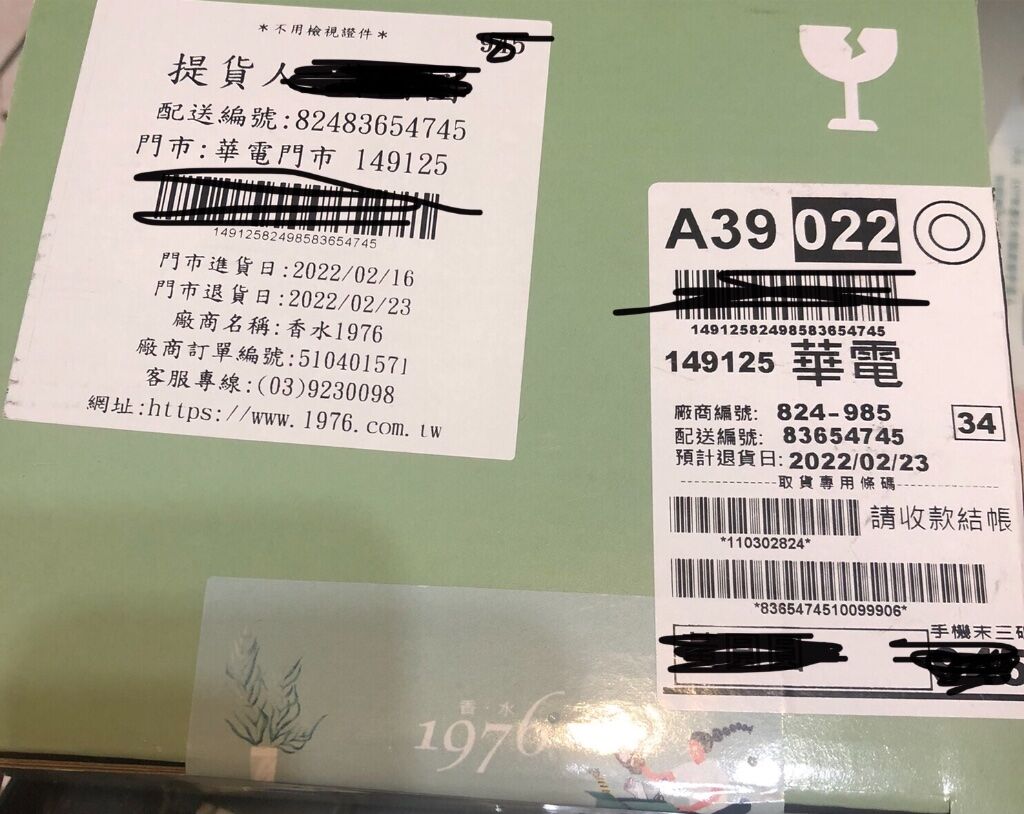 *不用檢視證件*
提貨人
配送編號:82483654745
門市:華電門市 149125
14912582498583654745
門市進貨日:2022/02/16
門市退貨日:2022/02/23
廠商名稱:香水1976
廠商訂單編號:510401571
客服專線:(03)9230098
網址:https://www.1976.com.tw
A39 022
14912582498583654745
149125 華電
廠商編號: 824-985
配送編號: 83654745
34
預計退貨日: 2022/02/23
取貨專用條碼
請收款結帳
*110302824*
*8365474510099906*
手機末三碼
香·水
1976